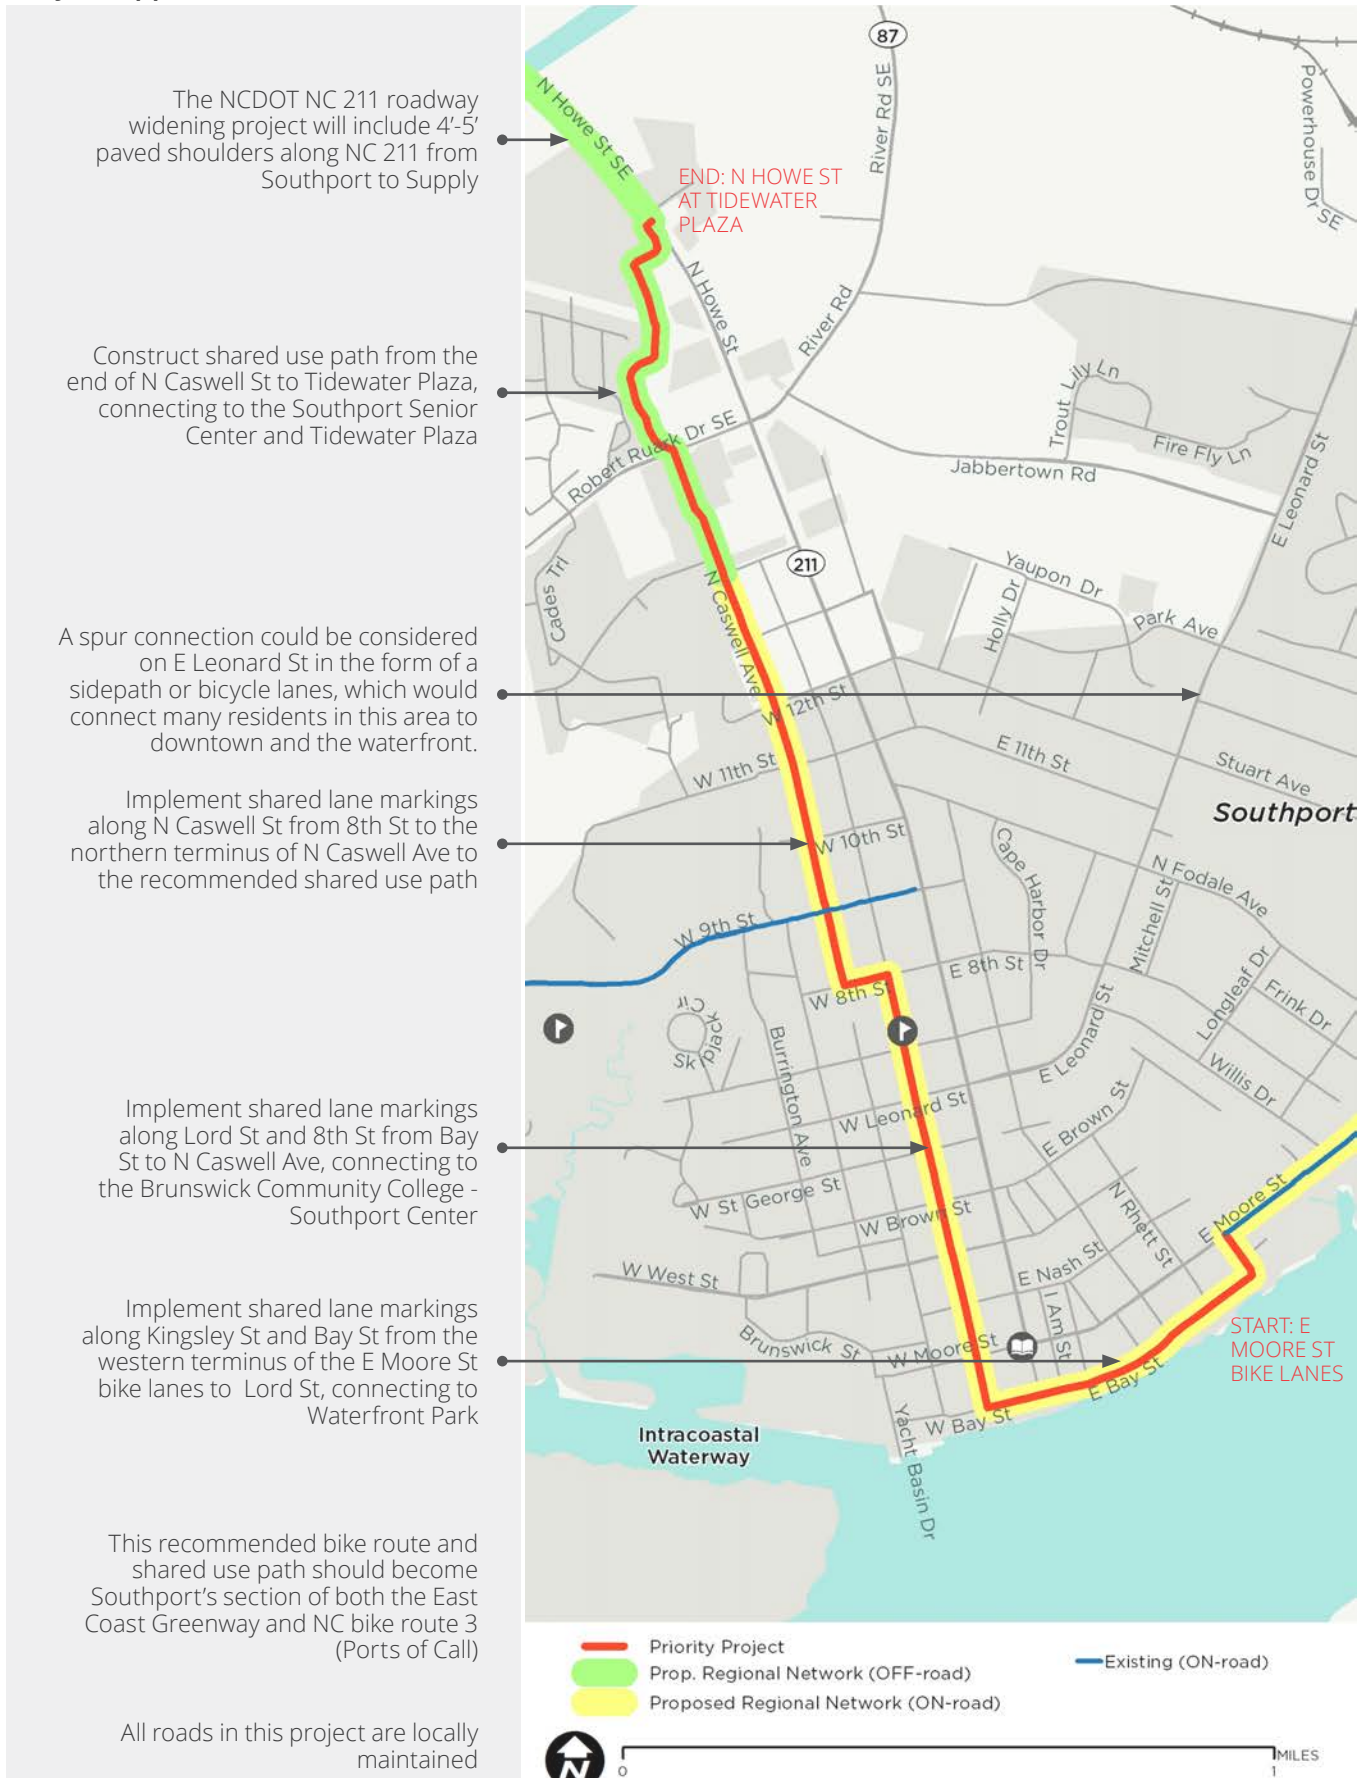 The NCDOT NC 211 roadway
widening project will include 4'-5'
paved shoulders along NC 211 from
Southport to Supply
Construct shared use path from the
end of N Caswell St to Tidewater Plaza,
connecting to the Southport Senior
Center and Tidewater Plaza
A spur connection could be considered
on E Leonard St in the form of a
sidepath or bicycle lanes, which would
connect many residents in this area to
downtown and the waterfront.
Implement shared lane markings
along N Caswell St from 8th St to the
northern terminus of N Caswell Ave to
the recommended shared use path
Implement shared lane markings
along Lord St and 8th St from Bay
St to N Caswell Ave, connecting to
the Brunswick Community College -
Southport Center
Implement shared lane markings
along Kingsley St and Bay St from the
western terminus of the E Moore St
bike lanes to Lord St, connecting to
Waterfront Park
This recommended bike route and
shared use path should become
Southport's section of both the East
Coast Greenway and NC bike route 3
(Ports of Call)
All roads in this project are locally
maintained
87
N Howe St SE
River Rd SE
Powerhouse Dr SE
END: N HOWE ST
AT TIDEWATER
PLAZA
N Howe St
River Rd
Trout Lily Ln
Fire Fly Ln
Robert Ruark Dr SE
Jabbertown Rd
E Leonard St
211
Cades Trl
N Caswell Ave
Yaupon Dr
Holly Dr
Park Ave
W 12th St
W 11th St
E 11th St
Stuart Ave
Southport
W 10th St
Cape Harbor Dr
N Fodale Ave
Mitchell St
W 9th St
E 8th St
W 8th St
Longleaf Dr
Frink Dr
Skipjack Cir
Burrington Ave
E Leonard St
Willis Dr
W Leonard St
E Brown St
W St George St
W Brown St
N Rhett St
E Moore St
W West St
E Nash St
I Am St
Brunswick St
W Moore St
START: E
MOORE ST
BIKE LANES
E Bay St
W Bay St
Yacht Basin Dr
Intracoastal
Waterway
Priority Project
Prop. Regional Network (OFF-road)
Proposed Regional Network (ON-road)
Existing (ON-road)
N
0
1
MILES